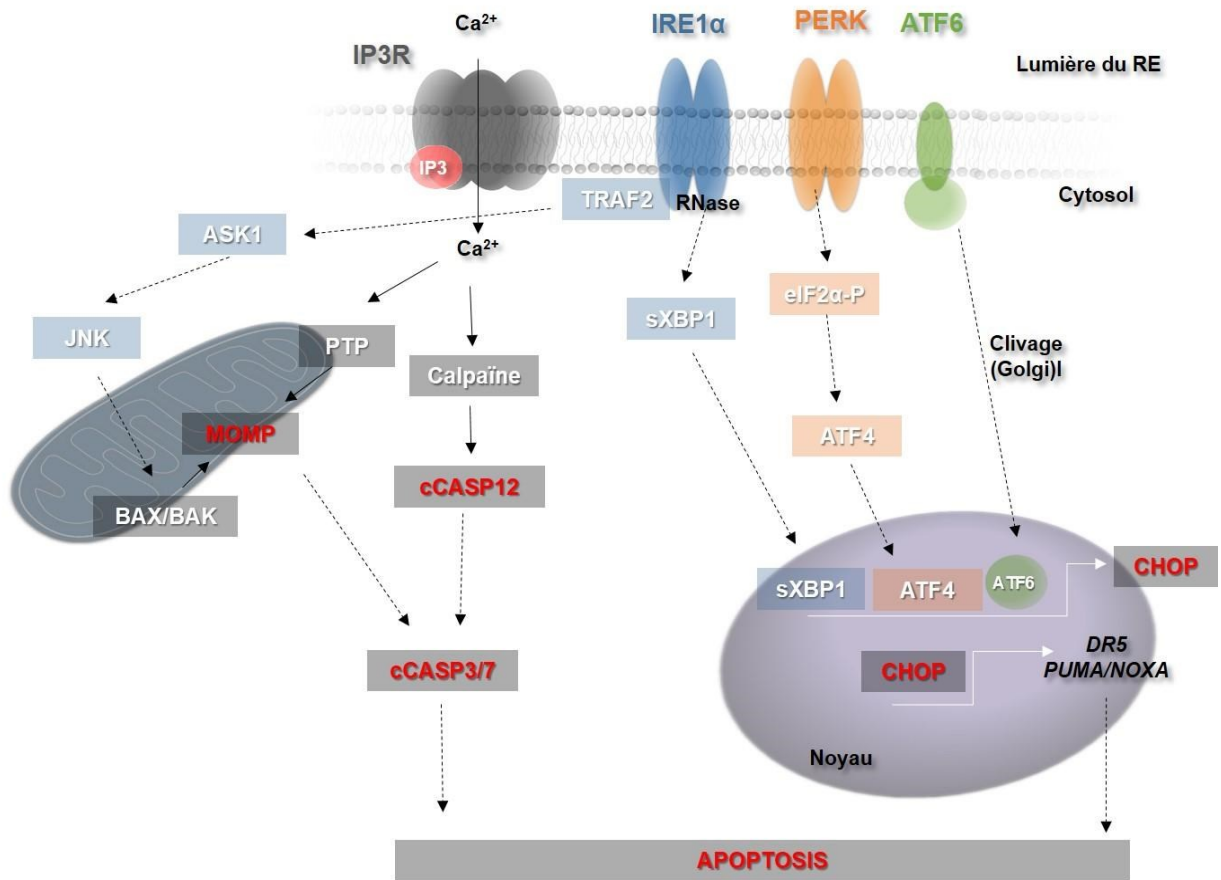 Ca²⁺
IRE1α
PERK
ATF6
IP3R
Lumière du RE
IP3
TRAF2
RNase
Cytosol
ASK1
Ca²⁺
eIF2α-P
sXBP1
JNK
PTP
Clivage
(Golgi)l
Calpaïne
MOMP
ATF4
cCASP12
BAX/BAK
sXBP1
ATF4
ATF6
CHOP
DR5
PUMA/NOXA
cCASP3/7
CHOP
Noyau
APOPTOSIS